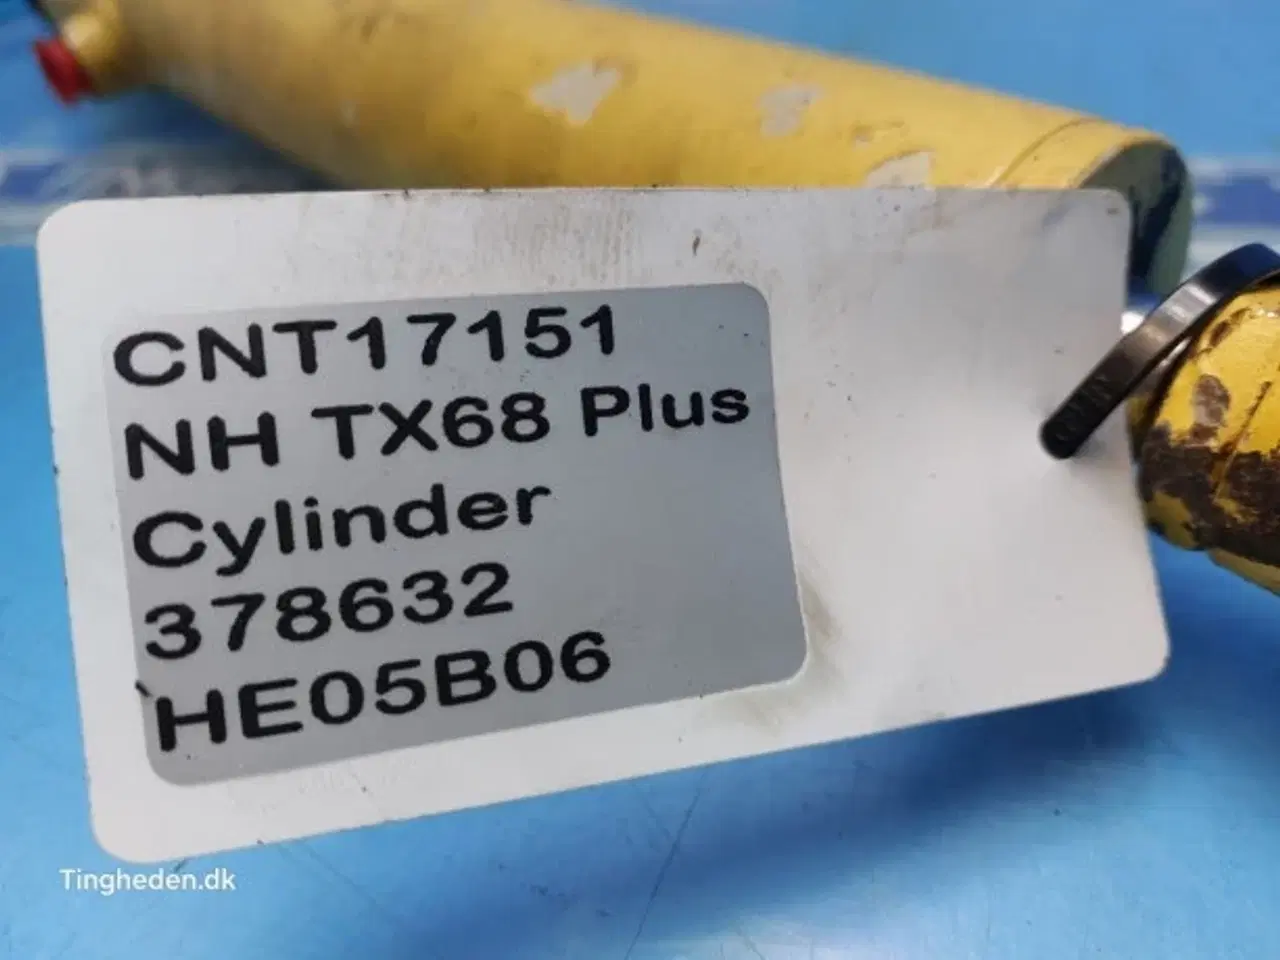 CNT17151
NH TX68 Plus
Cylinder
378632
HE05B06
Tingheden.dk